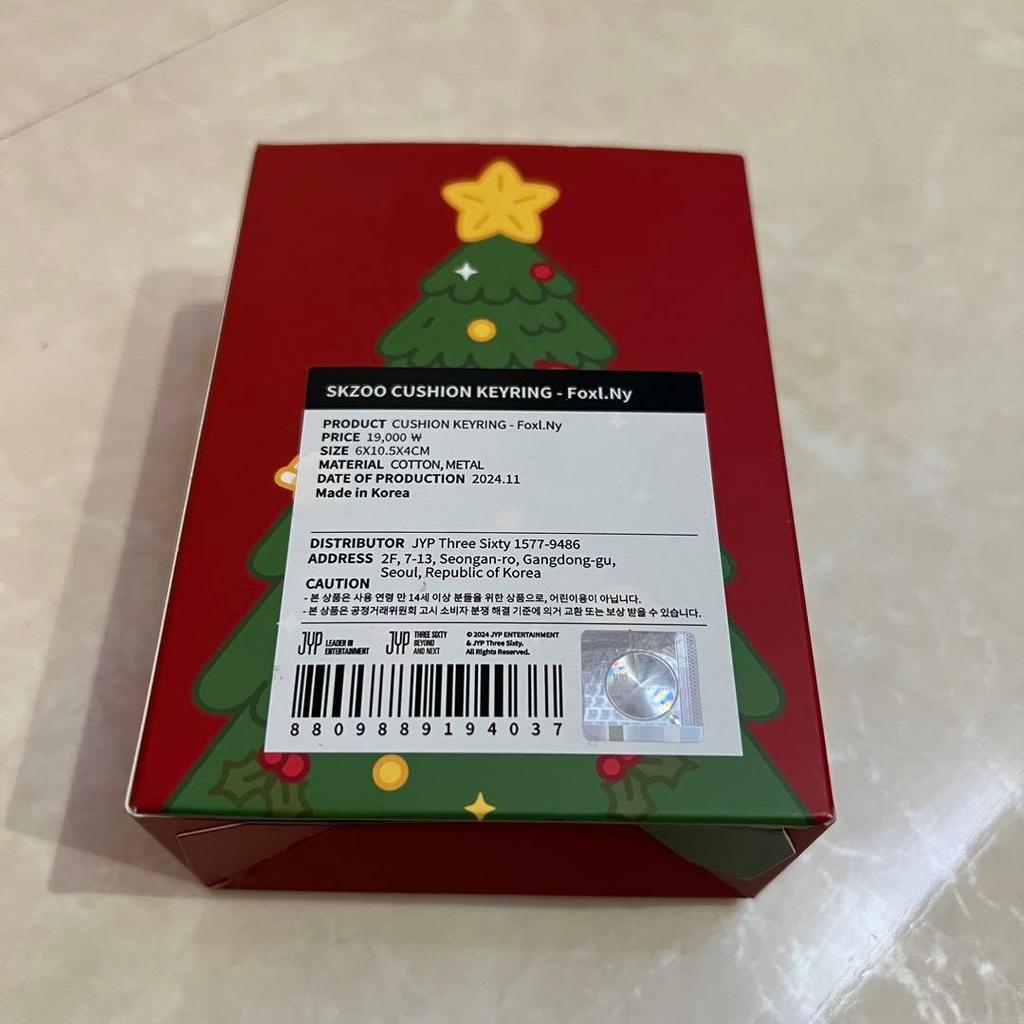 SKZOO CUSHION KEYRING - Foxl.Ny
PRODUCT CUSHION KEYRING - Foxl.Ny
PRICE 19,000 ₩
SIZE 6X10.5X4CM
MATERIAL COTTON, METAL
DATE OF PRODUCTION 2024.11
Made in Korea
DISTRIBUTOR JYP Three Sixty 1577-9486
ADDRESS 2F, 7-13, Seongan-ro, Gangdong-gu,
Seoul, Republic of Korea
CAUTION
- 본 상품은 사용 연령 만 14세 이상 분들을 위한 상품으로, 어린이용이 아닙니다.
- 본 상품은 공정거래위원회 고시 소비자 분쟁 해결 기준에 의거 교환 또는 보상 받을 수 있습니다.
JYP LEADER IN
ENTERTAINMENT
JYP THREE SIXTY
BEYOND
AND NEXT
© 2024 JYP ENTERTAINMENT
& JYP Three Sixty.
All Rights Reserved.
8809889194037